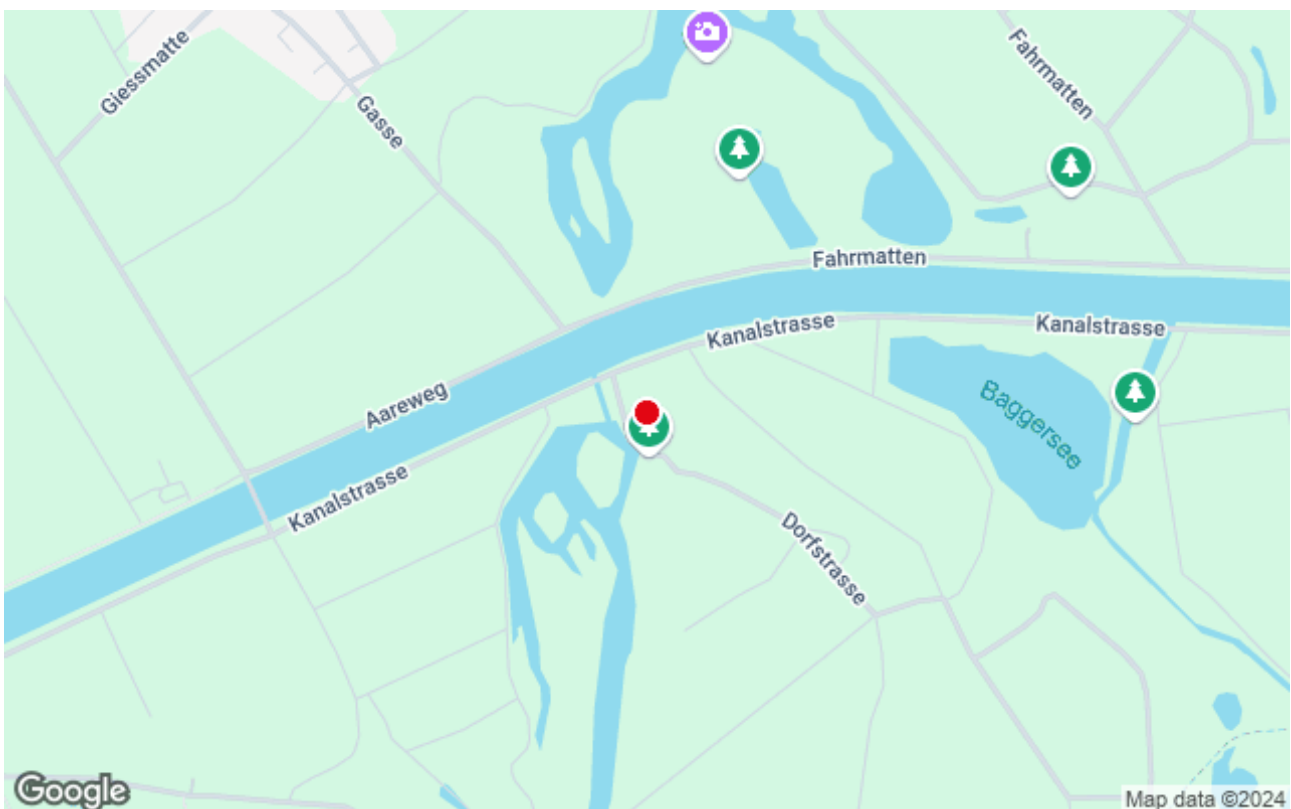 Giessmatte
Gasse
Fahrmatten
Fahrmatten
Kanalstrasse
Kanalstrasse
Aareweg
Baggersee
Kanalstrasse
Dorfstrasse
Google
Map data ©2024